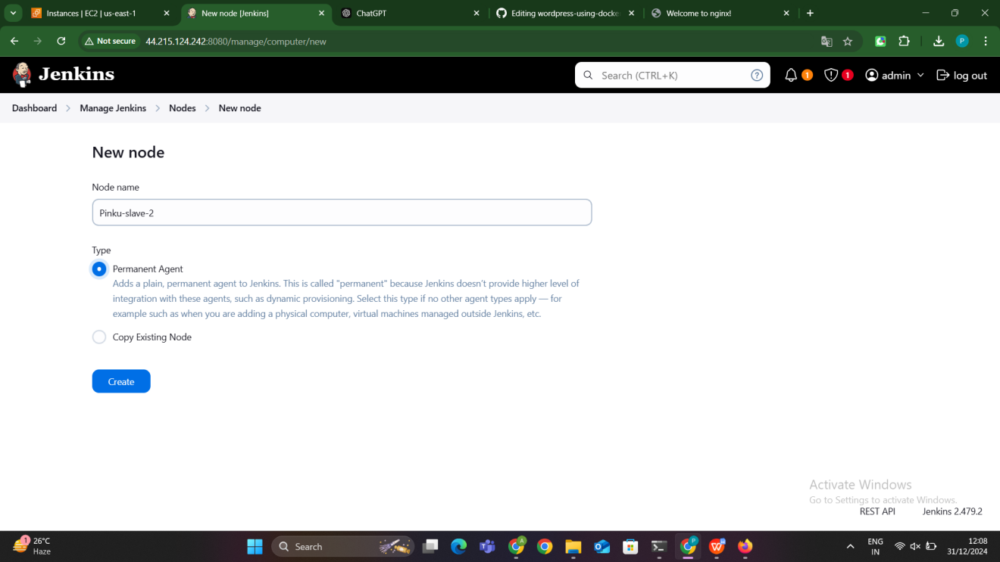 Instances | EC2 | us-east-1
New node [Jenkins]
ChatGPT
Editing wordpress-using-docke
Welcome to nginx!
Not secure
44.215.124.242:8080/manage/computer/new
P
Jenkins
Search (CTRL+K)
?
1
1
admin
log out
Dashboard
Manage Jenkins
Nodes
New node
New node
Node name
Pinku-slave-2
Type
Permanent Agent
Adds a plain, permanent agent to Jenkins. This is called "permanent" because Jenkins doesn’t provide higher level of
integration with these agents, such as dynamic provisioning. Select this type if no other agent types apply — for
example such as when you are adding a physical computer, virtual machines managed outside Jenkins, etc.
Copy Existing Node
Create
Activate Windows
Go to Settings to activate Windows.
REST API
Jenkins 2.479.2
1
26°C
Haze
Search
A
P
W
ENG
IN
12:08
31/12/2024